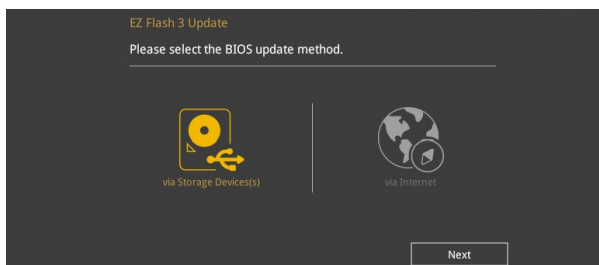 EZ Flash 3 Update
Please select the BIOS update method.
via Storage Devices(s)
via Internet
Next